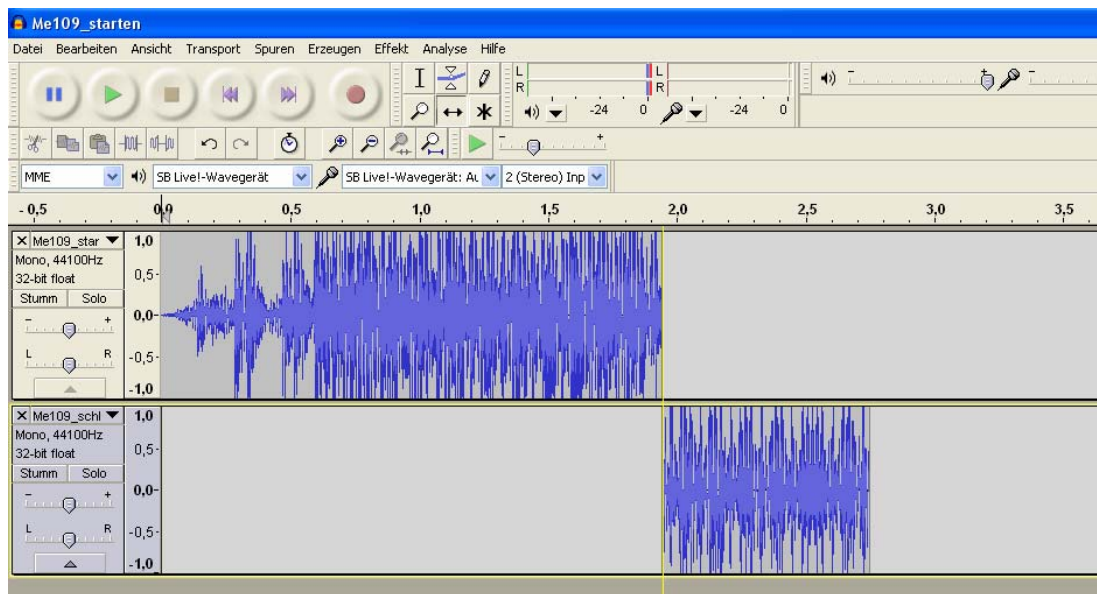 Me109_starten
Datei Bearbeiten Ansicht Transport Spuren Erzeugen Effekt Analyse Hilfe
L
R
L
R
-24 0
-24 0
MME
SB Live!-Wavegerät
SB Live!-Wavegerät: Au
2 (Stereo) Inp
- 0,5 0,0 0,5 1,0 1,5 2,0 2,5 3,0 3,5
Me109_star
Mono, 44100Hz
32-bit float
Stumm Solo
- +
L R
1,0
0,5
0,0
-0,5
-1,0
Me109_schl
Mono, 44100Hz
32-bit float
Stumm Solo
- +
L R
1,0
0,5
0,0
-0,5
-1,0